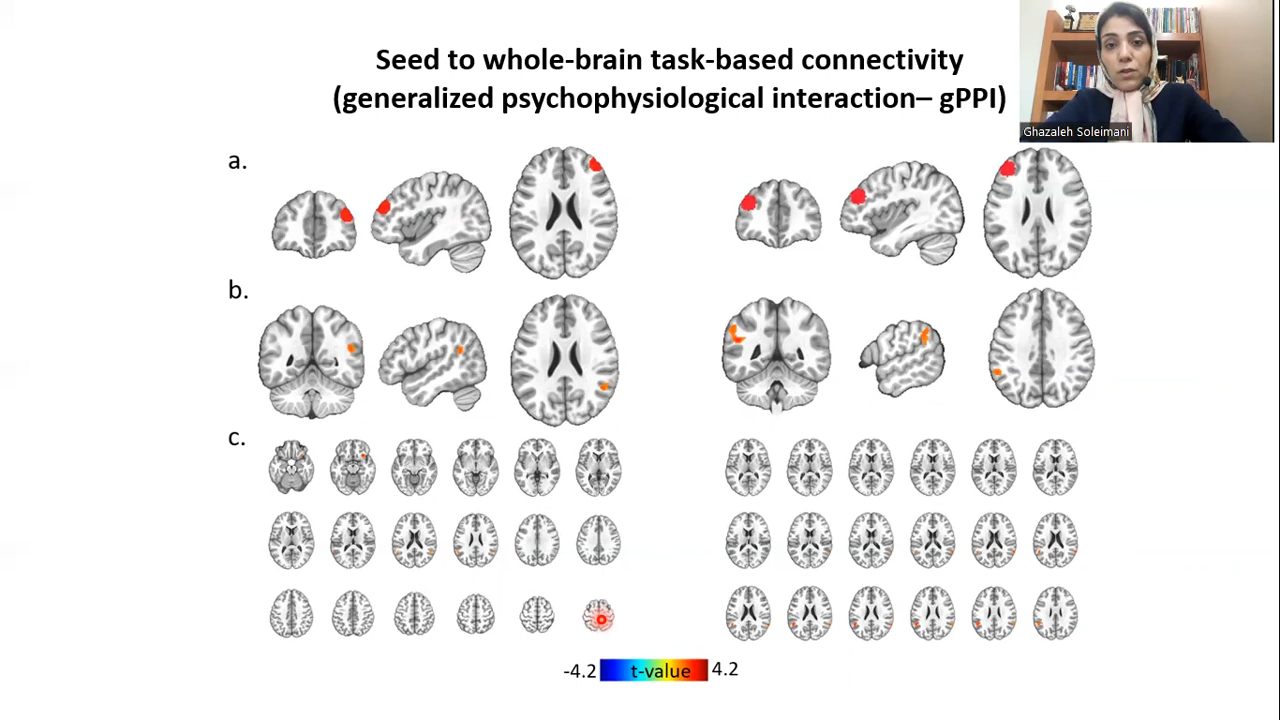 Seed to whole-brain task-based connectivity
(generalized psychophysiological interaction– gPPI)
Ghazaleh Soleimani
a.
b.
c.
-4.2 t-value 4.2